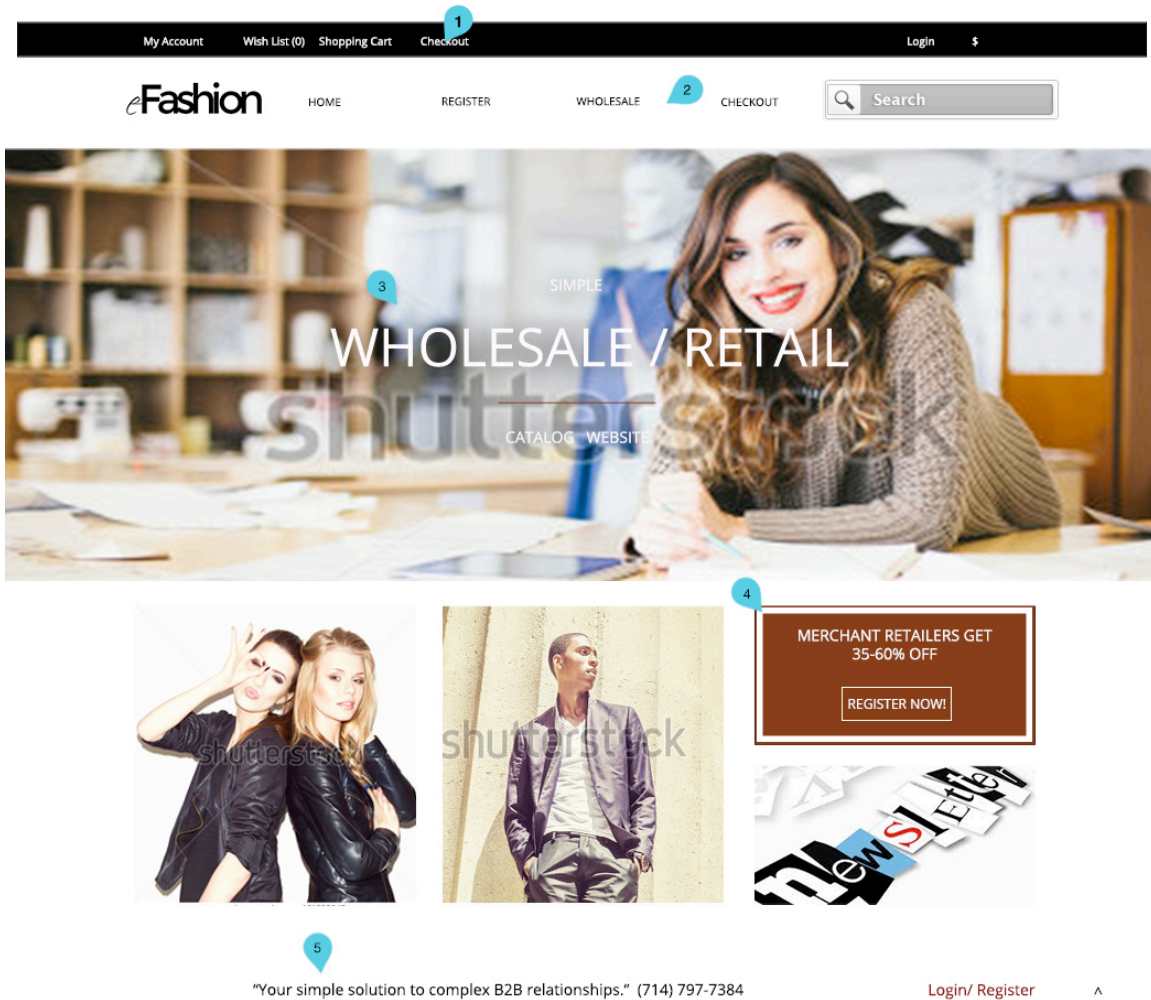 1
My Account Wish List (0) Shopping Cart Checkout Login $
eFashion HOME REGISTER WHOLESALE 2 CHECKOUT Search
3
SIMPLE
WHOLESALE / RETAIL
shutterstock
CATALOG WEBSITE
4
MERCHANT RETAILERS GET
35-60% OFF
REGISTER NOW!
shutterstock
shutterstock
newslEtter
5
“Your simple solution to complex B2B relationships.” (714) 797-7384 Login/ Register ^